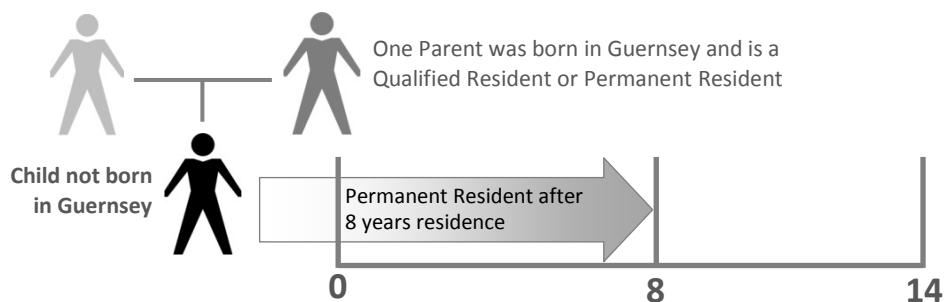 One Parent was born in Guernsey and is a
Qualified Resident or Permanent Resident
Child not born
in Guernsey
Permanent Resident after
8 years residence
0
8
14